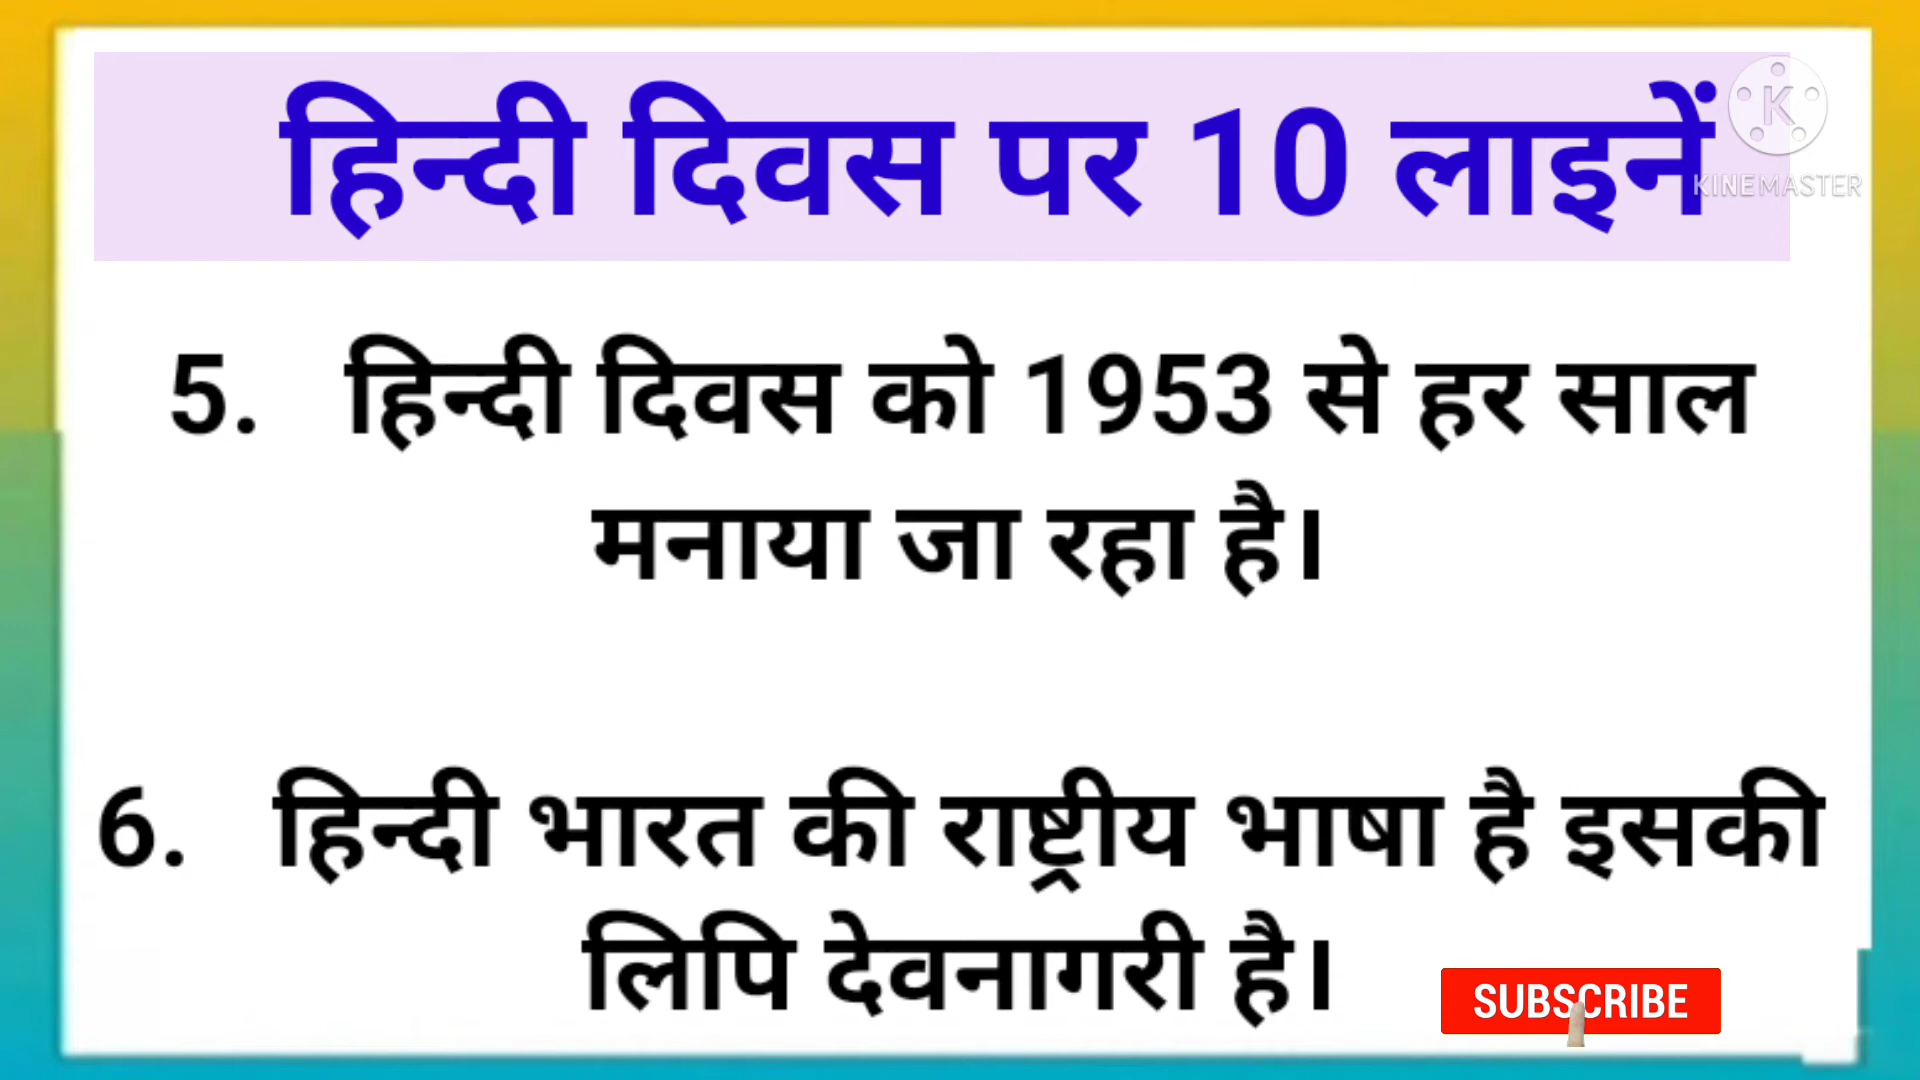 हिन्दी दिवस पर 10 लाइनें
K
KINEMASTER
5. हिन्दी दिवस को 1953 से हर साल
मनाया जा रहा है।
6. हिन्दी भारत की राष्ट्रीय भाषा है इसकी
लिपि देवनागरी है।
SUBSCRIBE